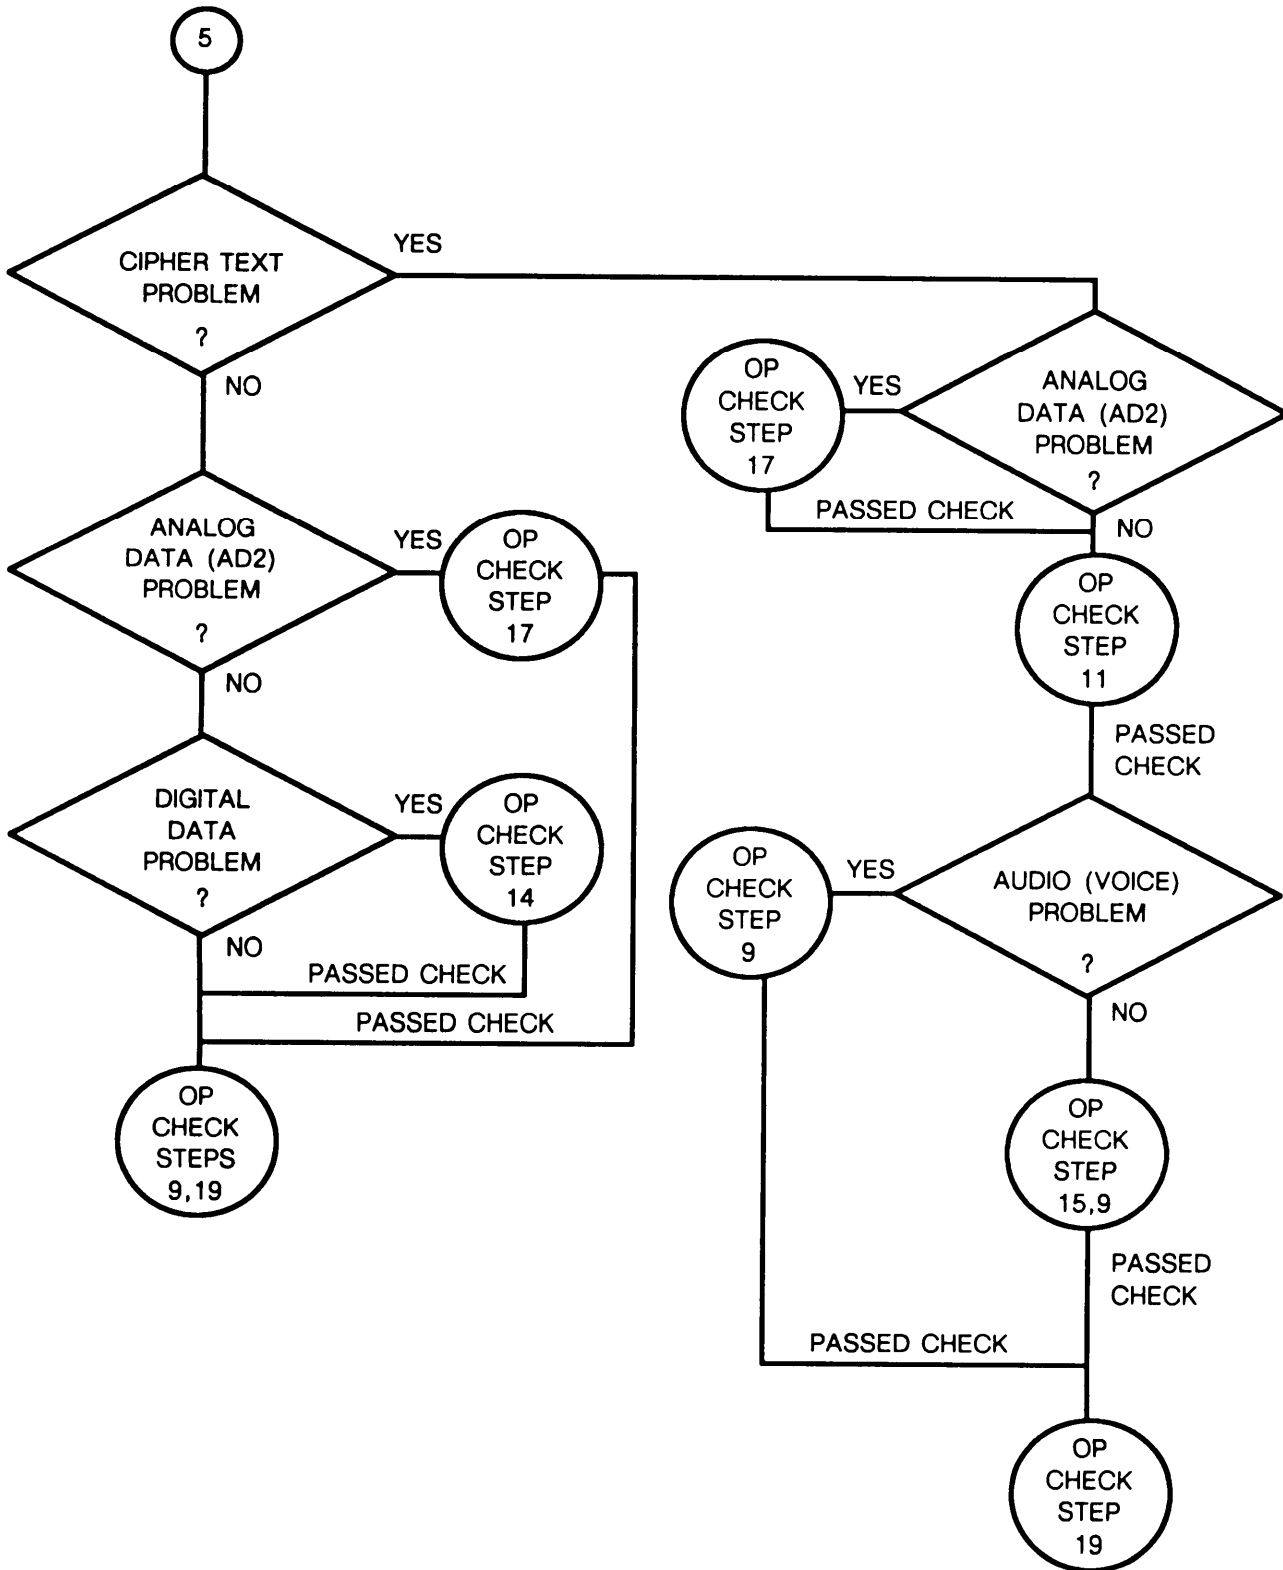 5
CIPHER TEXT
PROBLEM
?
YES
NO
ANALOG
DATA (AD2)
PROBLEM
?
YES
NO
OP
CHECK
STEP
17
DIGITAL
DATA
PROBLEM
?
YES
NO
OP
CHECK
STEP
14
PASSED CHECK
PASSED CHECK
OP
CHECK
STEPS
9,19
ANALOG
DATA (AD2)
PROBLEM
?
YES
NO
OP
CHECK
STEP
17
PASSED CHECK
OP
CHECK
STEP
11
PASSED
CHECK
AUDIO (VOICE)
PROBLEM
?
YES
NO
OP
CHECK
STEP
9
OP
CHECK
STEP
15,9
PASSED
CHECK
PASSED CHECK
OP
CHECK
STEP
19